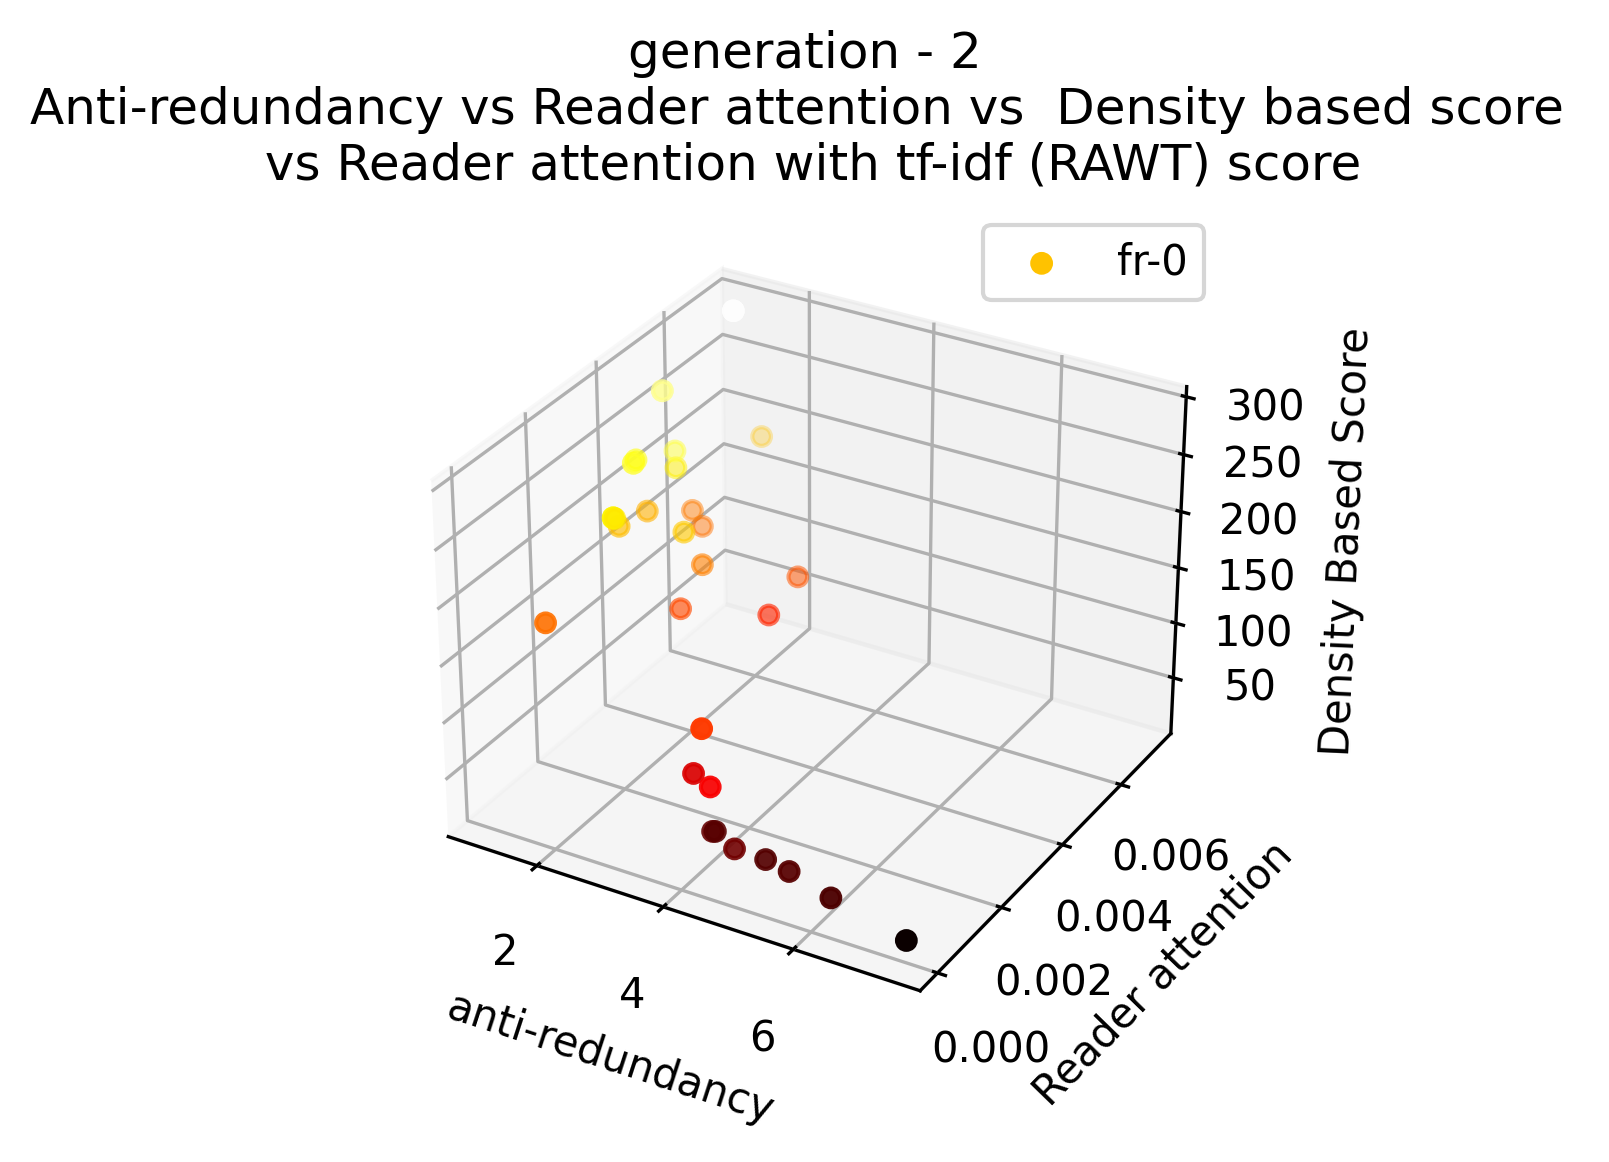 generation - 2
Anti-redundancy vs Reader attention vs  Density based score
vs Reader attention with tf-idf (RAWT) score
fr-0
300
250
200
150
100
50
Density Based Score
0.006
0.004
0.002
0.000
Reader attention
2
4
6
anti-redundancy